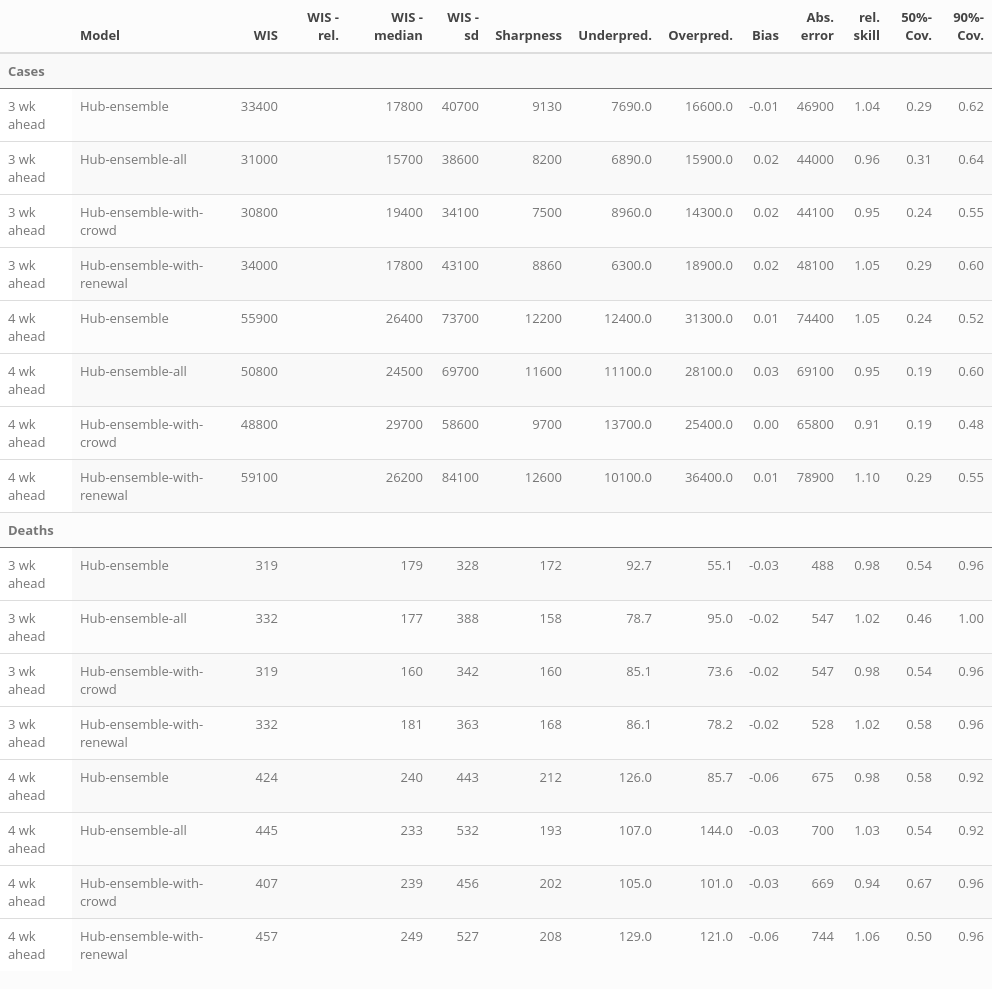 Model WIS WIS - rel. WIS - median WIS - sd Sharpness Underpred. Overpred. Bias Abs. error rel. skill 50%- Cov. 90%- Cov.
Cases
3 wk ahead Hub-ensemble 33400 17800 40700 9130 7690.0 16600.0 -0.01 46900 1.04 0.29 0.62
3 wk ahead Hub-ensemble-all 31000 15700 38600 8200 6890.0 15900.0 0.02 44000 0.96 0.31 0.64
3 wk ahead Hub-ensemble-with-crowd 30800 19400 34100 7500 8960.0 14300.0 0.02 44100 0.95 0.24 0.55
3 wk ahead Hub-ensemble-with-renewal 34000 17800 43100 8860 6300.0 18900.0 0.02 48100 1.05 0.29 0.60
4 wk ahead Hub-ensemble 55900 26400 73700 12200 12400.0 31300.0 0.01 74400 1.05 0.24 0.52
4 wk ahead Hub-ensemble-all 50800 24500 69700 11600 11100.0 28100.0 0.03 69100 0.95 0.19 0.60
4 wk ahead Hub-ensemble-with-crowd 48800 29700 58600 9700 13700.0 25400.0 0.00 65800 0.91 0.19 0.48
4 wk ahead Hub-ensemble-with-renewal 59100 26200 84100 12600 10100.0 36400.0 0.01 78900 1.10 0.29 0.55
Deaths
3 wk ahead Hub-ensemble 319 179 328 172 92.7 55.1 -0.03 488 0.98 0.54 0.96
3 wk ahead Hub-ensemble-all 332 177 388 158 78.7 95.0 -0.02 547 1.02 0.46 1.00
3 wk ahead Hub-ensemble-with-crowd 319 160 342 160 85.1 73.6 -0.02 547 0.98 0.54 0.96
3 wk ahead Hub-ensemble-with-renewal 332 181 363 168 86.1 78.2 -0.02 528 1.02 0.58 0.96
4 wk ahead Hub-ensemble 424 240 443 212 126.0 85.7 -0.06 675 0.98 0.58 0.92
4 wk ahead Hub-ensemble-all 445 233 532 193 107.0 144.0 -0.03 700 1.03 0.54 0.92
4 wk ahead Hub-ensemble-with-crowd 407 239 456 202 105.0 101.0 -0.03 669 0.94 0.67 0.96
4 wk ahead Hub-ensemble-with-renewal 457 249 527 208 129.0 121.0 -0.06 744 1.06 0.50 0.96